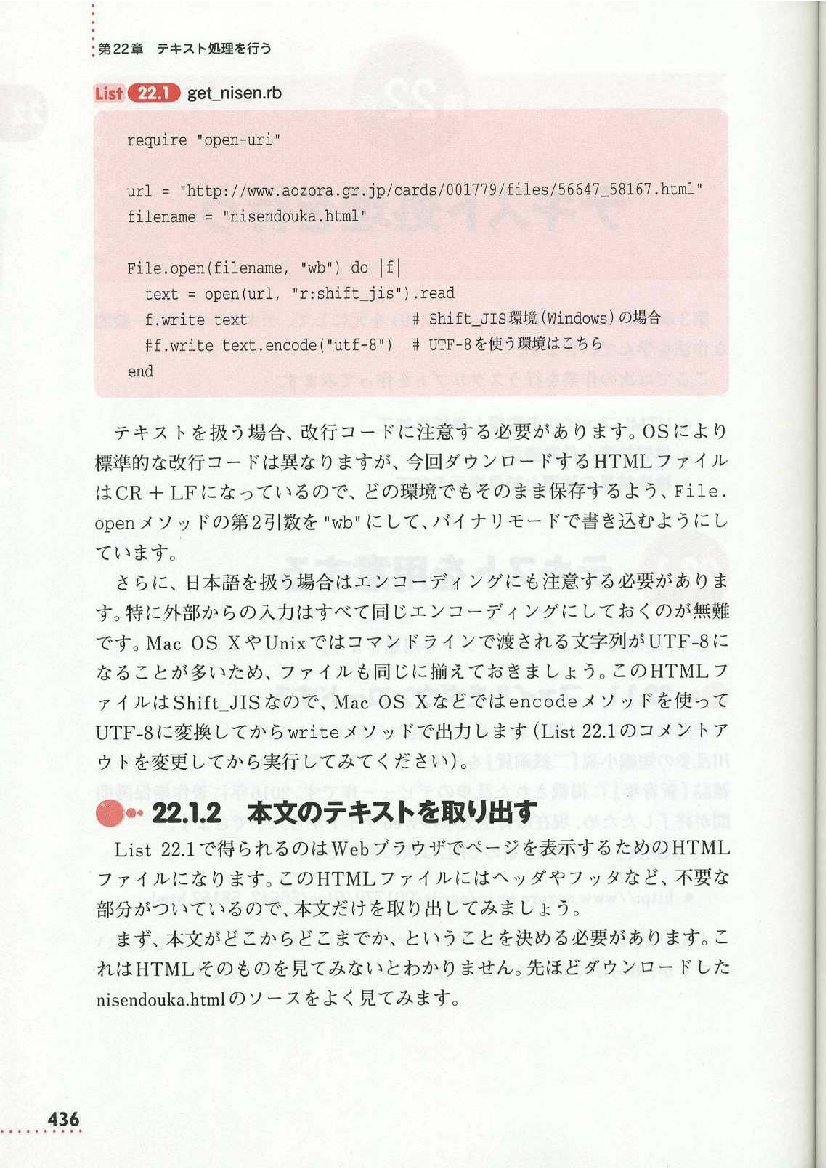 第22章 テキスト処理を行う
List 22.1 get_nisen.rb
require "open-uri"
url = "http://www.aozora.gr.jp/cards/001779/files/56647_58167.html"
filename = "nisendouka.html"
File.open(filename, "wb") do |f|
text = open(url, "r:shift_jis").read
f.write text # Shift_JIS環境(Windows)の場合
#f.write text.encode("utf-8") # UTF-8を使う環境はこちら
end
テキストを扱う場合、改行コードに注意する必要があります。OSにより
標準的な改行コードは異なりますが、今回ダウンロードするHTMLファイル
はCR + LFになっているので、どの環境でもそのまま保存するよう、File.
openメソッドの第2引数を"wb"にして、バイナリモードで書き込むようにし
ています。
さらに、日本語を扱う場合はエンコーディングにも注意する必要がありま
す。特に外部からの入力はすべて同じエンコーディングにしておくのが無難
です。Mac OS XやUnixではコマンドラインで渡される文字列がUTF-8に
なることが多いため、ファイルも同じに揃えておきましょう。このHTMLフ
ァイルはShift_JISなので、Mac OS Xなどではencodeメソッドを使って
UTF-8に変換してからwriteメソッドで出力します(List 22.1のコメントア
ウトを変更してから実行してみてください)。
22.1.2 本文のテキストを取り出す
List 22.1で得られるのはWebブラウザでページを表示するためのHTML
ファイルになります。このHTMLファイルにはヘッダやフッタなど、不要な
部分がついているので、本文だけを取り出してみましょう。
まず、本文がどこからどこまでか、ということを決める必要があります。こ
れはHTMLそのものを見てみないとわかりません。先ほどダウンロードした
nisendouka.htmlのソースをよく見てみます。
436